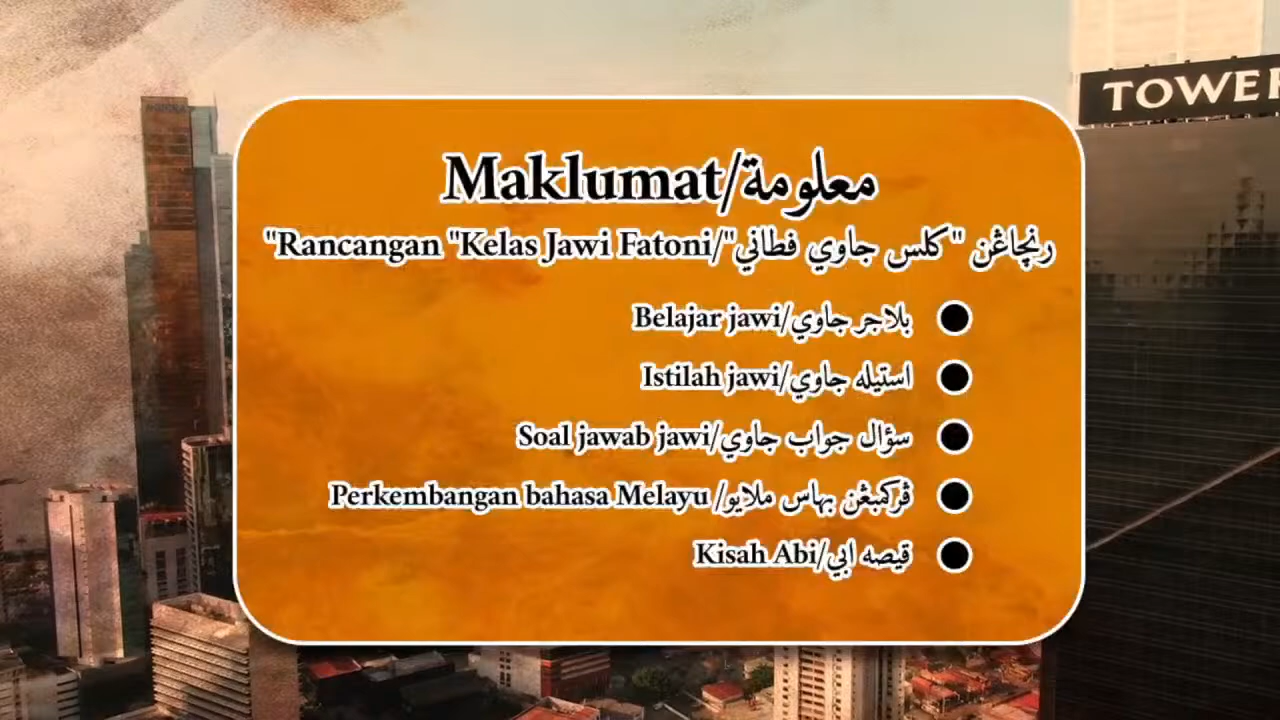 معلومة/Maklumat
رنچاڠن "كلس جاوي فطاني"/Rancangan "Kelas Jawi Fatoni"
بلاجر جاوي/Belajar jawi
استيله جاوي/Istilah jawi
سؤال جواب جاوي/Soal jawab jawi
ڤركمبڠن بهاس ملايو/ Perkembangan bahasa Melayu
قيصه ابي/Kisah Abi
TOWER